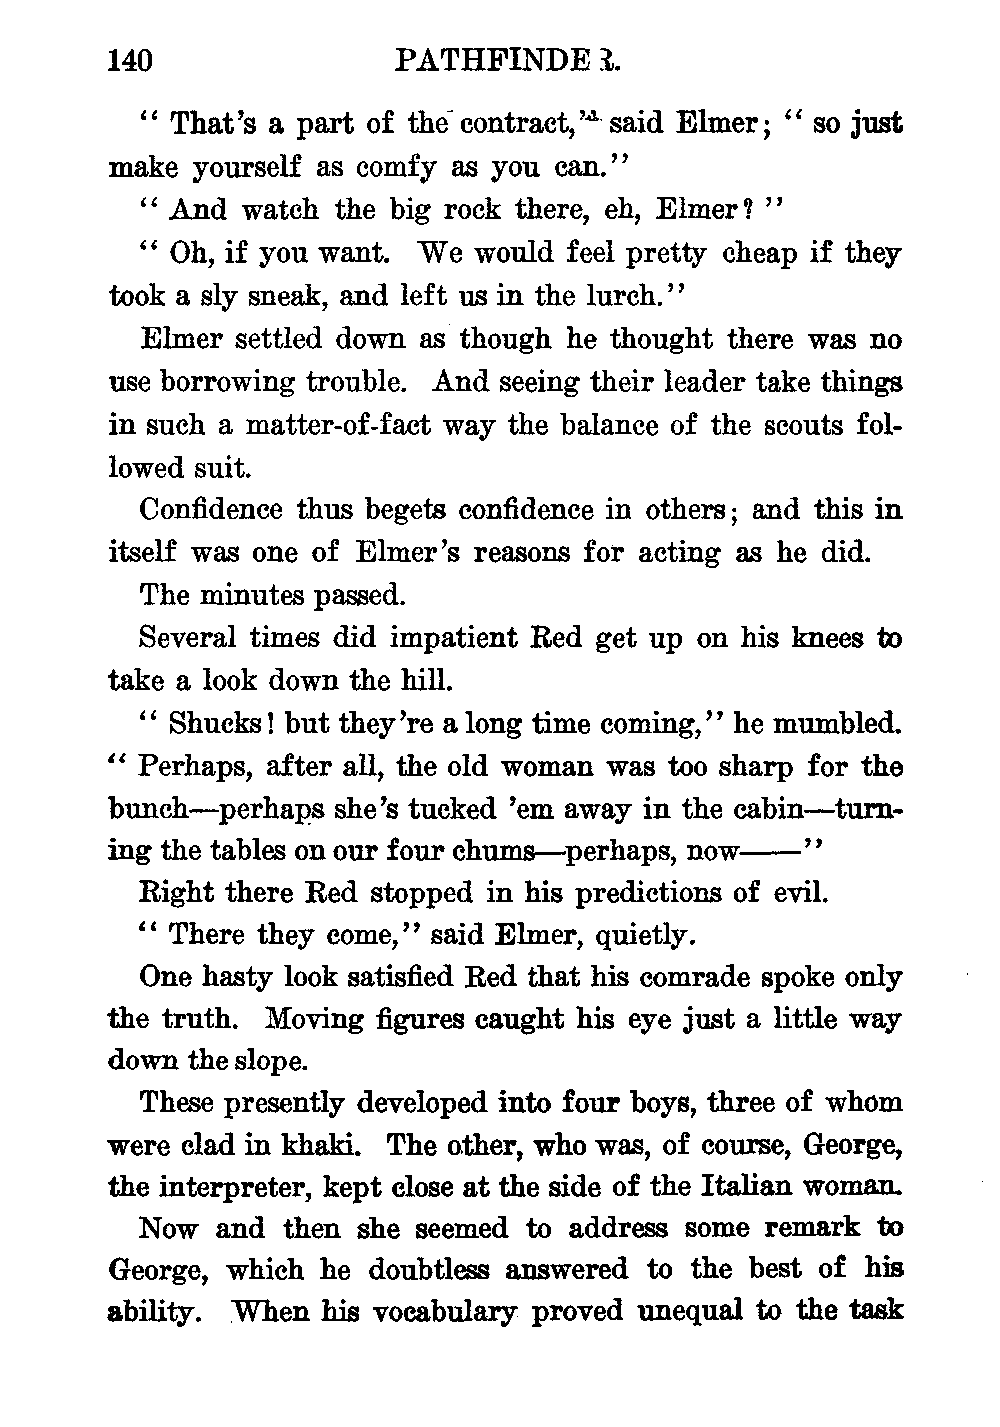 140 PATHFINDER.
“ That’s a part of the contract,” said Elmer; “ so just
make yourself as comfy as you can.”
“ And watch the big rock there, eh, Elmer? ”
“ Oh, if you want. We would feel pretty cheap if they
took a sly sneak, and left us in the lurch.”
Elmer settled down as though he thought there was no
use borrowing trouble. And seeing their leader take things
in such a matter-of-fact way the balance of the scouts fol-
lowed suit.
Confidence thus begets confidence in others; and this in
itself was one of Elmer’s reasons for acting as he did.
The minutes passed.
Several times did impatient Red get up on his knees to
take a look down the hill.
“ Shucks! but they’re a long time coming,” he mumbled.
“ Perhaps, after all, the old woman was too sharp for the
bunch—perhaps she’s tucked ’em away in the cabin—turn-
ing the tables on our four chums—perhaps, now——”
Right there Red stopped in his predictions of evil.
“ There they come,” said Elmer, quietly.
One hasty look satisfied Red that his comrade spoke only
the truth. Moving figures caught his eye just a little way
down the slope.
These presently developed into four boys, three of whom
were clad in khaki. The other, who was, of course, George,
the interpreter, kept close at the side of the Italian woman.
Now and then she seemed to address some remark to
George, which he doubtless answered to the best of his
ability. When his vocabulary proved unequal to the task